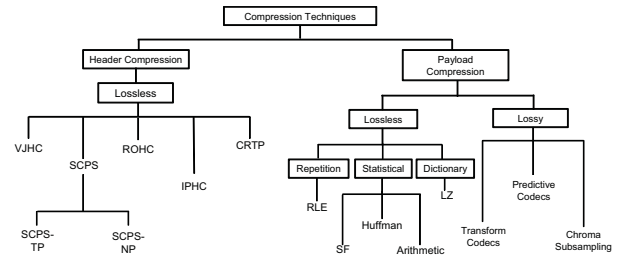 Compression Techniques
Header Compression
Payload
Compression
Lossless
Lossless
Lossy
VJHC
SCPS
ROHC
IPHC
CRTP
Repetition
Statistical
Dictionary
RLE
LZ
Predictive
Codecs
SCPS-
TP
SCPS-
NP
SF
Huffman
Arithmetic
Transform
Codecs
Chroma
Subsampling